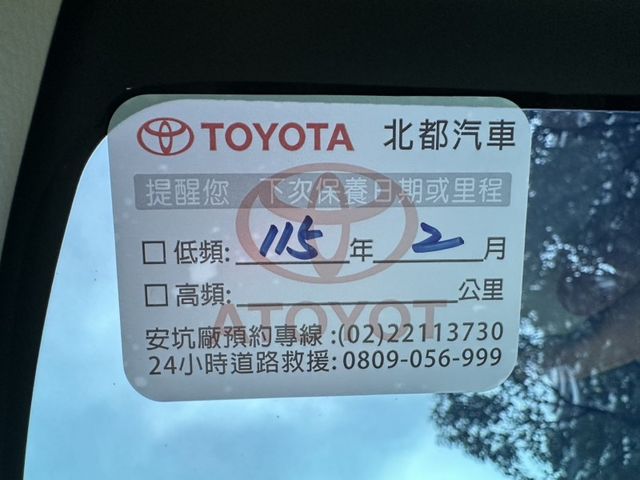 TOYOTA 北都汽車
提醒您 下次保養日期或里程
□低頻: 115 年 2 月
□高頻: 公里
安坑廠預約專線:(02)22113730
24小時道路救援:0809-056-999